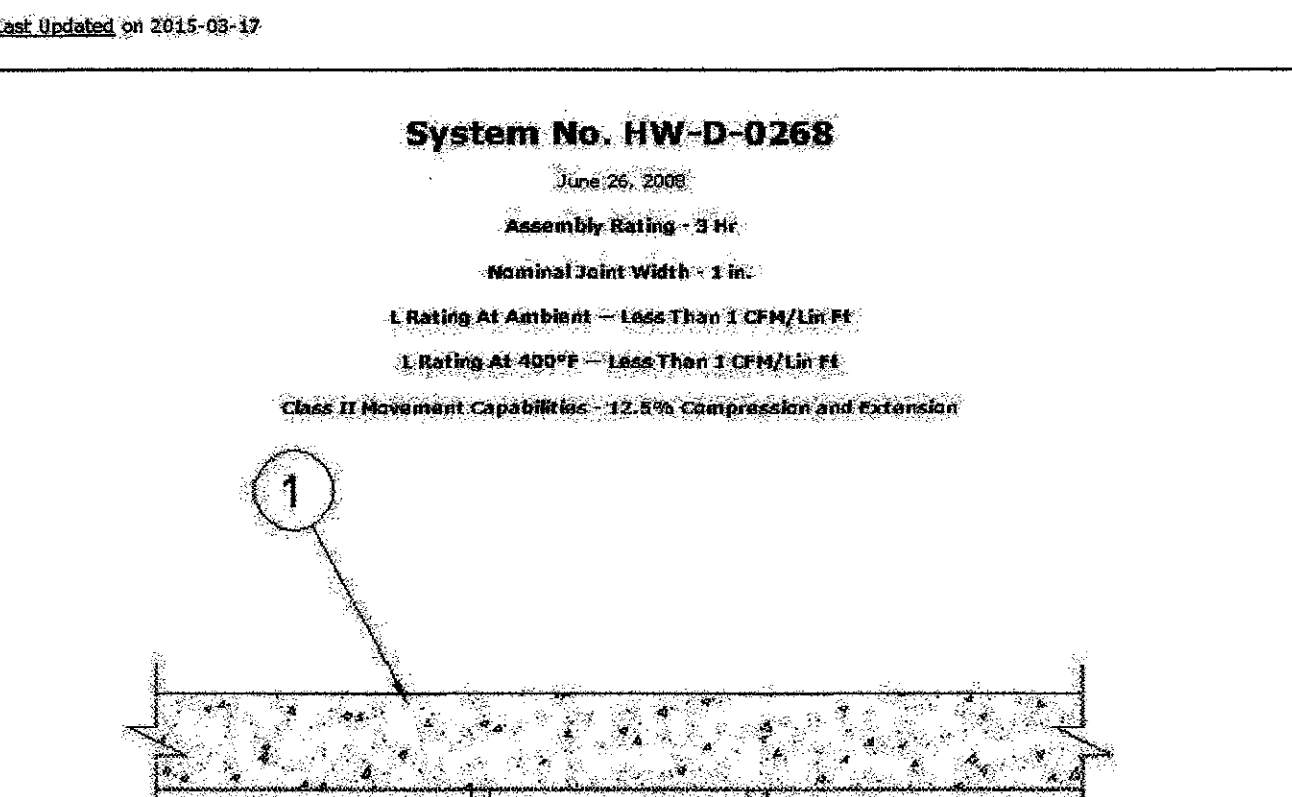 Last Updated on 2015-03-17
System No. HW-D-0268
June 26, 2008
Assembly Rating - 3 Hr
Nominal Joint Width - 1 in.
L Rating At Ambient — Less Than 1 CFM/Lin Ft
L Rating At 400°F — Less Than 1 CFM/Lin Ft
Class II Movement Capabilities - 12.5% Compression and Extension
1